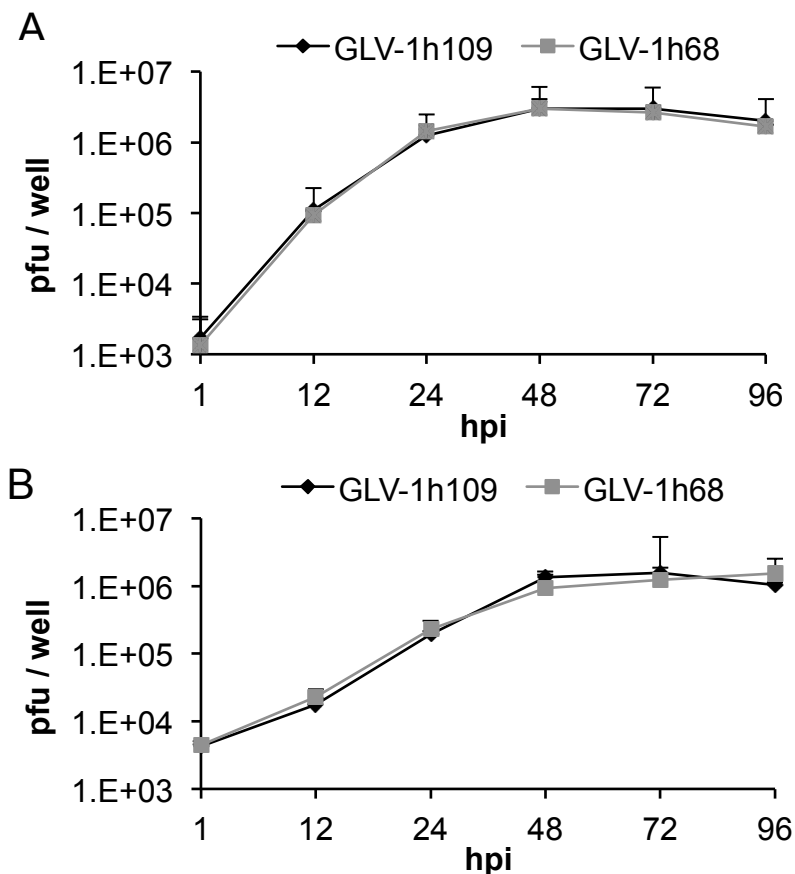 A
GLV-1h109 GLV-1h68
1.E+07
1.E+06
1.E+05
1.E+04
1.E+03
pfu / well
1 12 24 48 72 96
hpi
B
GLV-1h109 GLV-1h68
1.E+07
1.E+06
1.E+05
1.E+04
1.E+03
pfu / well
1 12 24 48 72 96
hpi